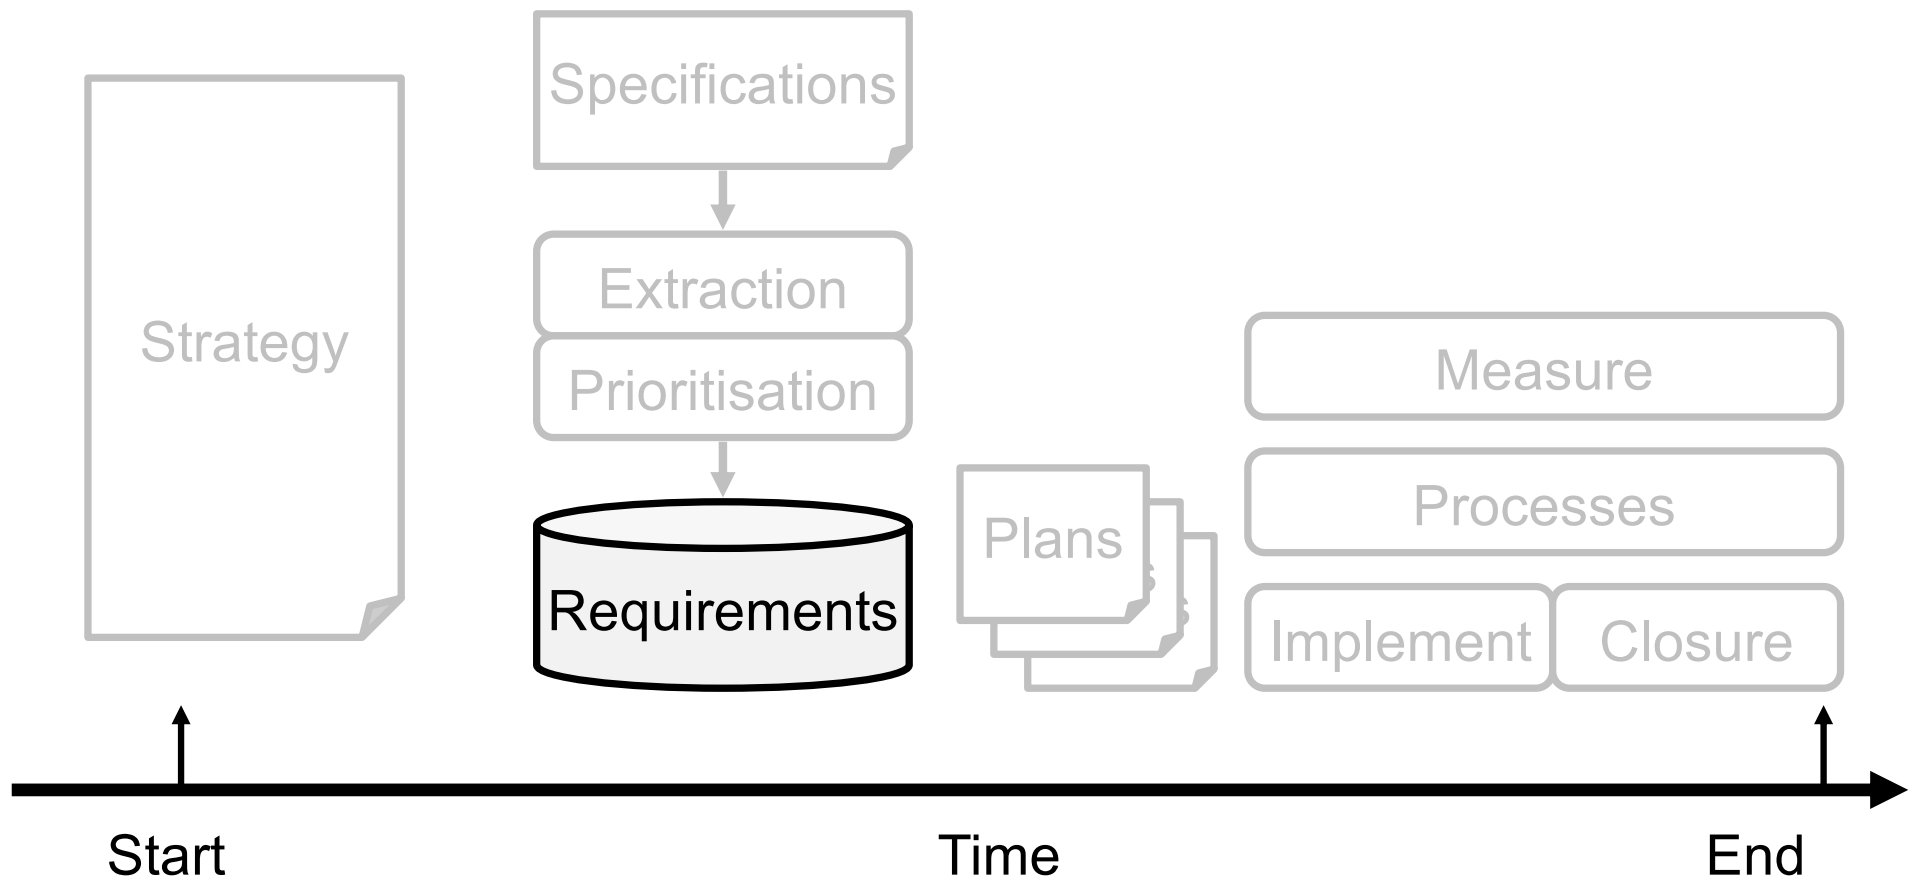 Strategy
Specifications
Extraction
Prioritisation
Requirements
Plans
Measure
Processes
Implement
Closure
Start
Time
End